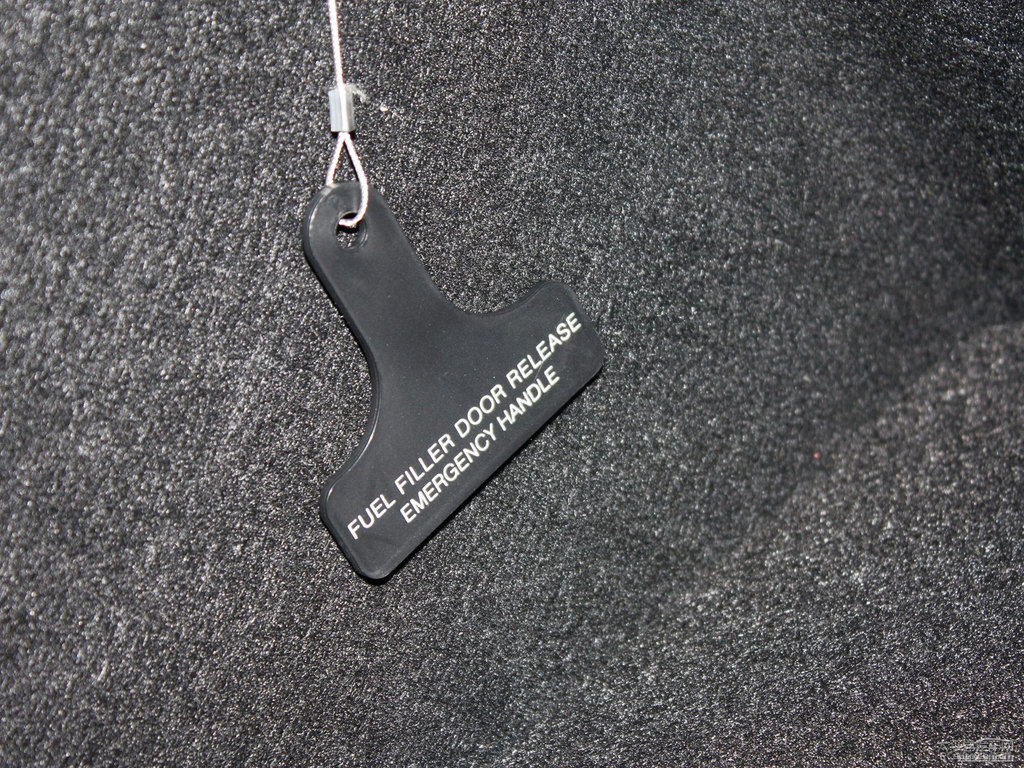 FUEL FILLER DOOR RELEASE
EMERGENCY HANDLE